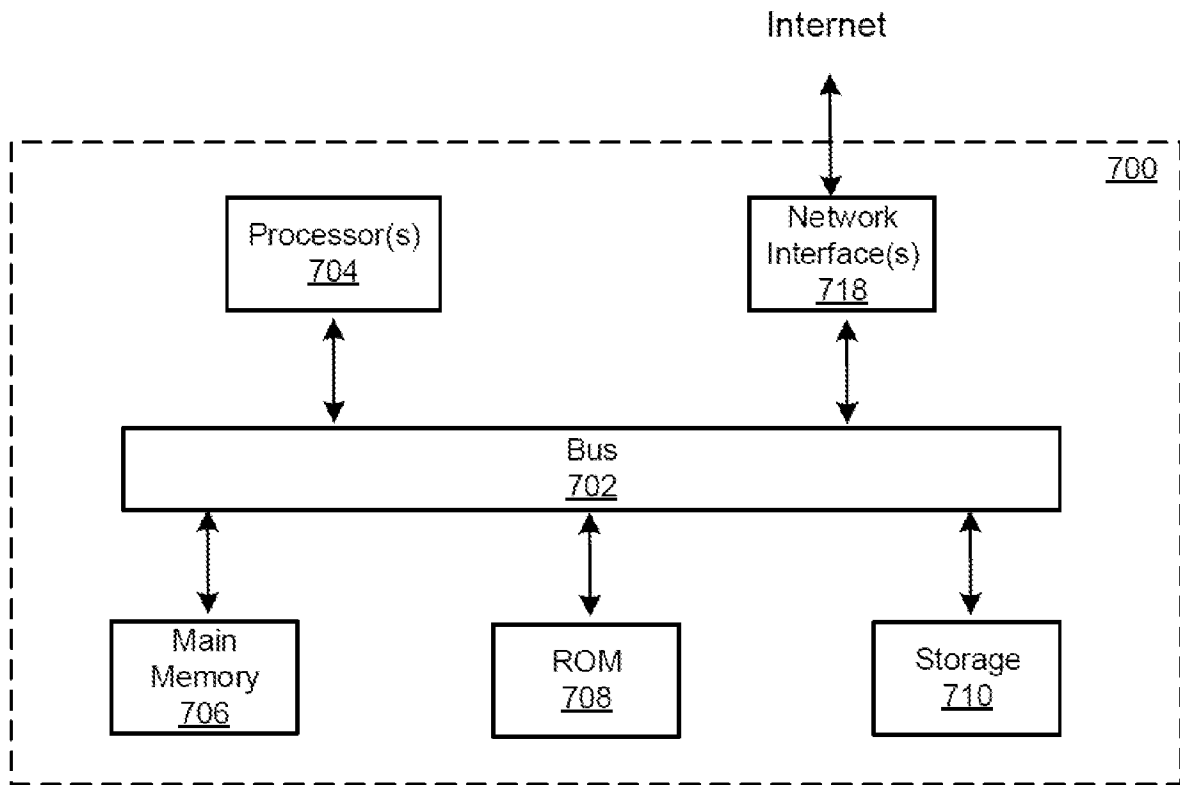 Internet
700
Processor(s)
704
Network
Interface(s)
718
Bus
702
Main
Memory
706
ROM
708
Storage
710